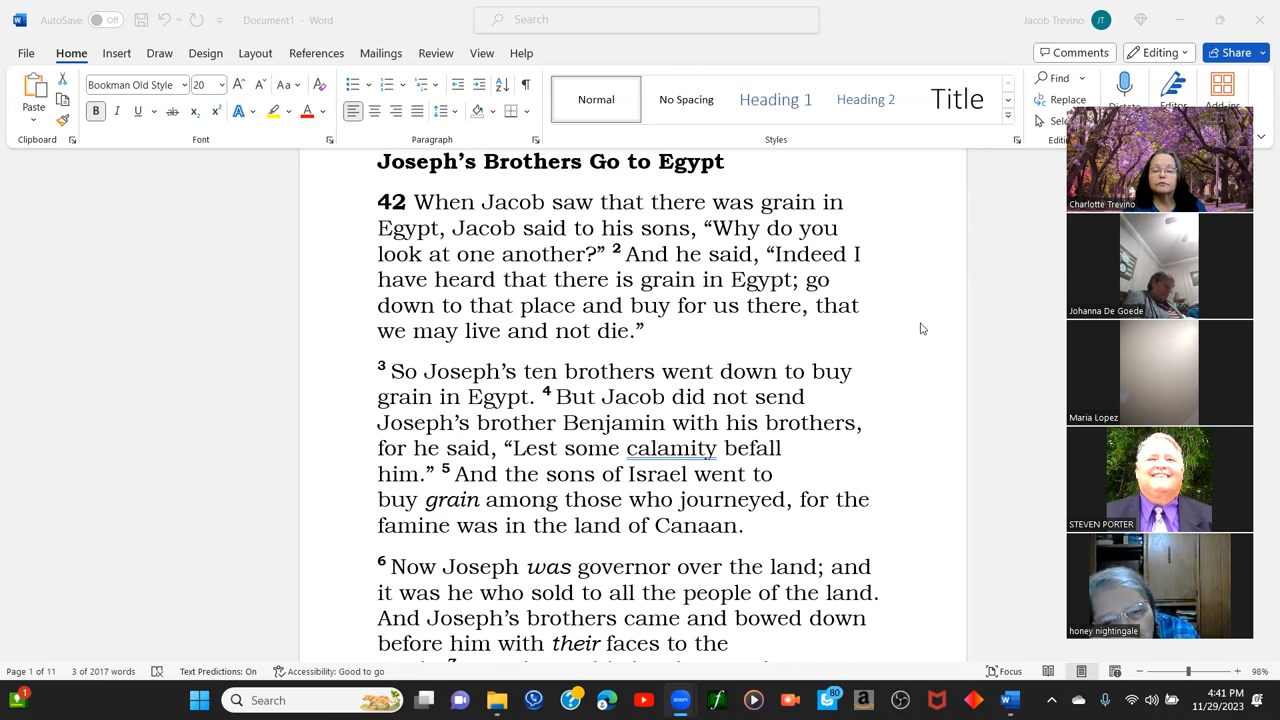 AutoSave Off Document1 - Word Search Jacob Trevino JT
File Home Insert Draw Design Layout References Mailings Review View Help Comments Editing Share
Paste Bookman Old Style 20 Aa Normal No Spacing Heading 1 Heading 2 Title Find
B I U ab x₂ x² A A Replace Editor Add-ins
Clipboard Font Paragraph Styles
Joseph's Brothers Go to Egypt
42 When Jacob saw that there was grain in
Egypt, Jacob said to his sons, “Why do you
look at one another?” 2 And he said, “Indeed I
have heard that there is grain in Egypt; go
down to that place and buy for us there, that
we may live and not die.”
3 So Joseph’s ten brothers went down to buy
grain in Egypt. 4 But Jacob did not send
Joseph’s brother Benjamin with his brothers,
for he said, “Lest some calamity befall
him.” 5 And the sons of Israel went to
buy grain among those who journeyed, for the
famine was in the land of Canaan.
6 Now Joseph was governor over the land; and
it was he who sold to all the people of the land.
And Joseph’s brothers came and bowed down
before him with their faces to the
Charlotte Trevino
Johanna De Goede
Maria Lopez
STEVEN PORTER
honey nightingale
Page 1 of 11 3 of 2017 words Text Predictions: On Accessibility: Good to go Focus 98%
1 Search 80 4:41 PM
11/29/2023